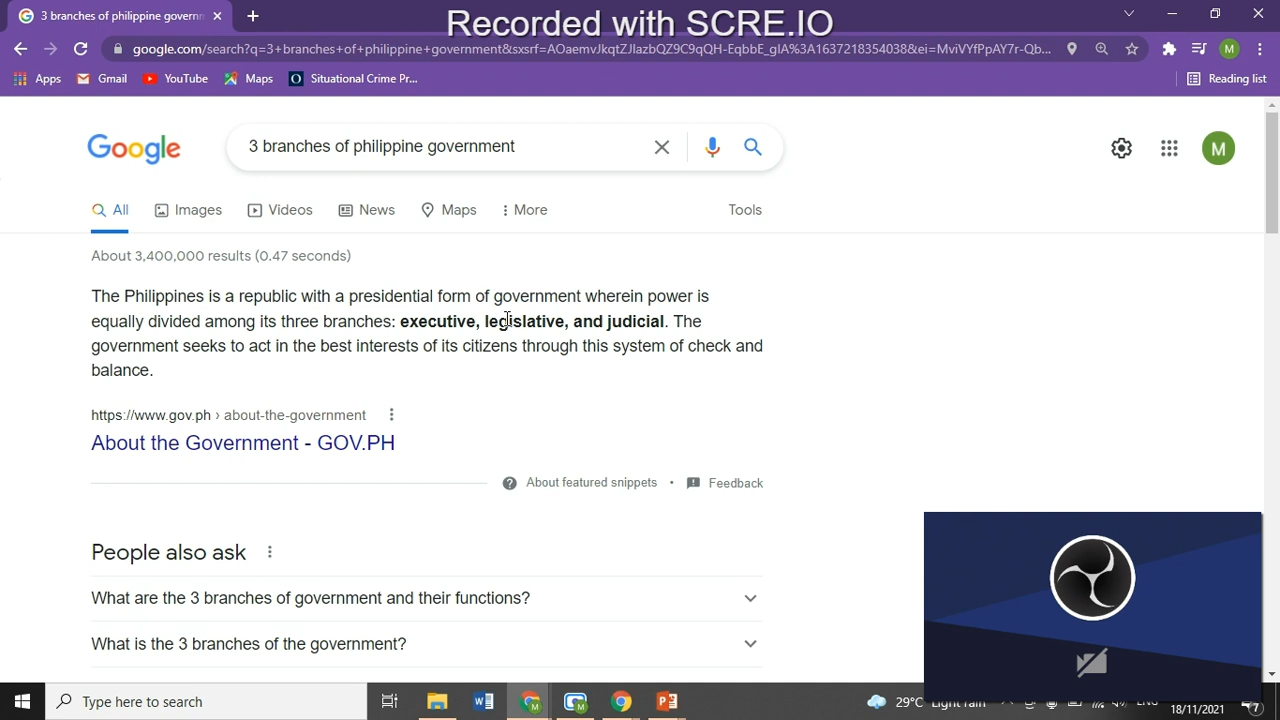 3 branches of philippine governm
Recorded with SCRE.IO
google.com/search?q=3+branches+of+philippine+government&sxsrf=AOaemvJkqtZJIazbQZ9C9qQH-EqbbE_gIA%3A1637218354038&ei=MviVYfPpAY7r-Qb...
M
Apps
Gmail
YouTube
Maps
Situational Crime Pr...
Reading list
Google
3 branches of philippine government
M
All
Images
Videos
News
Maps
More
Tools
About 3,400,000 results (0.47 seconds)
The Philippines is a republic with a presidential form of government wherein power is
equally divided among its three branches: executive, legislative, and judicial. The
government seeks to act in the best interests of its citizens through this system of check and
balance.
https://www.gov.ph › about-the-government
About the Government - GOV.PH
About featured snippets • Feedback
People also ask
What are the 3 branches of government and their functions?
What is the 3 branches of the government?
Type here to search
29°C Light rain
ENG
18/11/2021
7